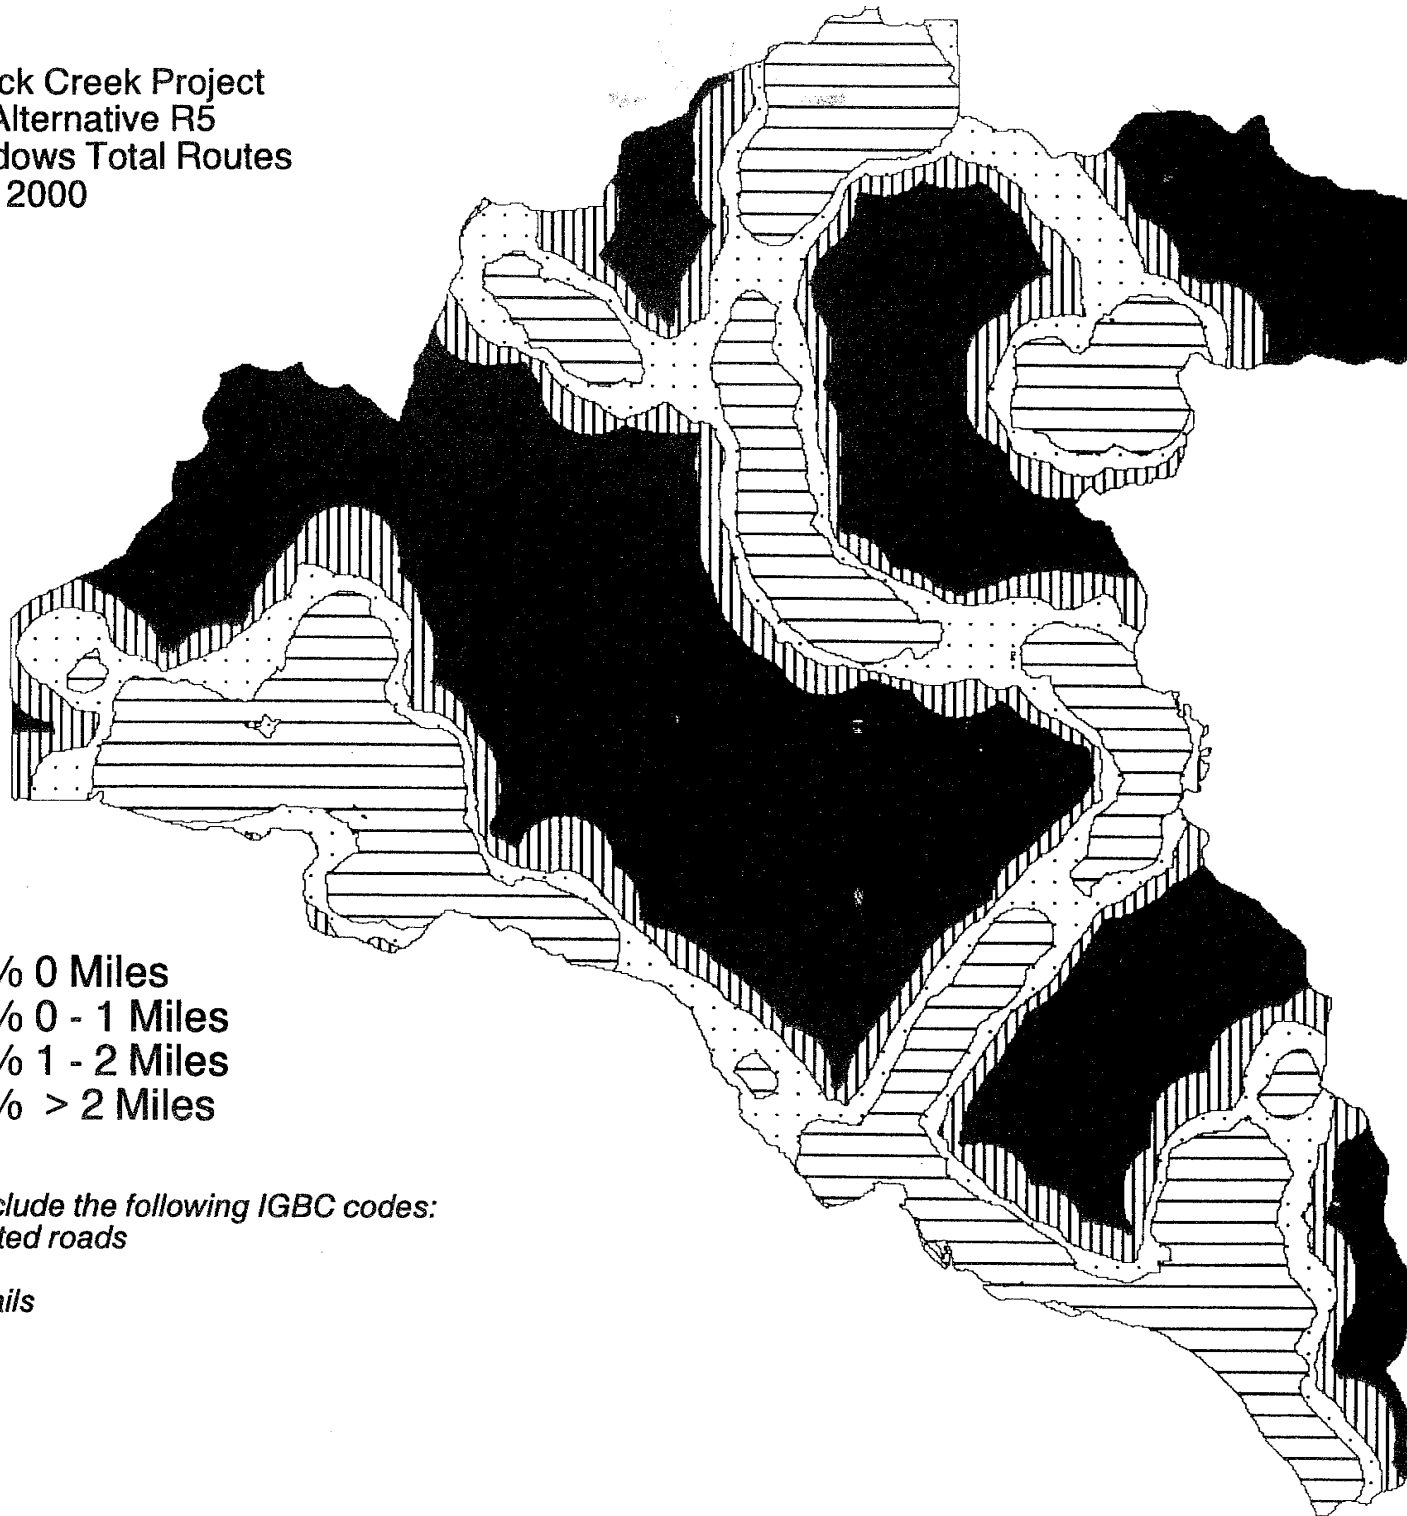 ck Creek Project
Alternative R5
dows Total Routes
2000
% 0 Miles
% 0 - 1 Miles
% 1 - 2 Miles
% > 2 Miles
clude the following IGBC codes:
ted roads
ails